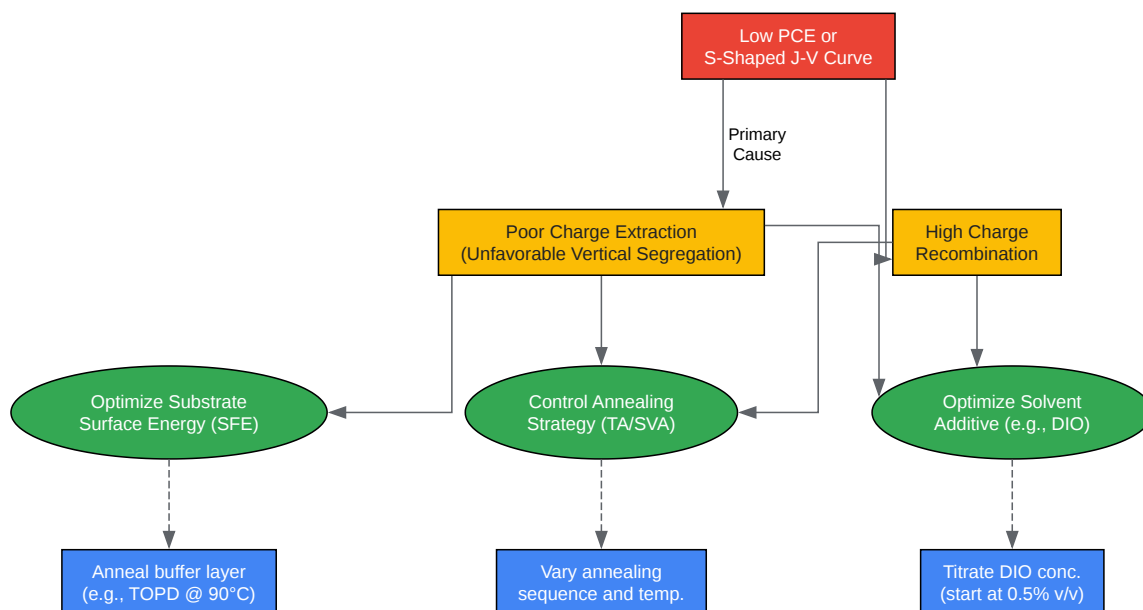 Low PCE or
S-Shaped J-V Curve
Primary
Cause
Poor Charge Extraction
(Unfavorable Vertical Segregation)
High Charge
Recombination
Optimize Substrate
Surface Energy (SFE)
Control Annealing
Strategy (TA/SVA)
Optimize Solvent
Additive (e.g., DIO)
Anneal buffer layer
(e.g., TOPD @ 90°C)
Vary annealing
sequence and temp.
Titrate DIO conc.
(start at 0.5% v/v)